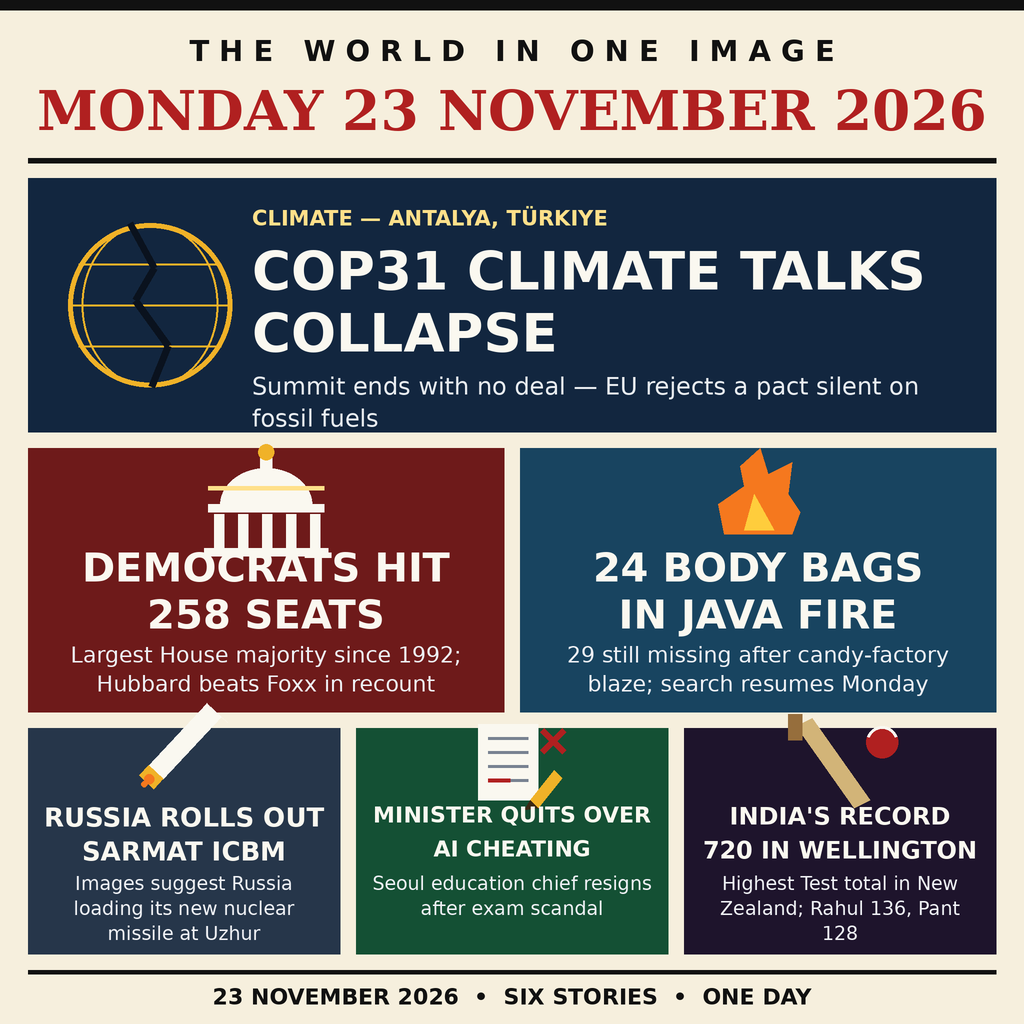 THE WORLD IN ONE IMAGE
MONDAY 23 NOVEMBER 2026
CLIMATE — ANTALYA, TÜRKIYE
COP31 CLIMATE TALKS
COLLAPSE
Summit ends with no deal — EU rejects a pact silent on
fossil fuels
DEMOCRATS HIT
258 SEATS
Largest House majority since 1992;
Hubbard beats Foxx in recount
24 BODY BAGS
IN JAVA FIRE
29 still missing after candy-factory
blaze; search resumes Monday
RUSSIA ROLLS OUT
SARMAT ICBM
Images suggest Russia
loading its new nuclear
missile at Uzhur
MINISTER QUITS OVER
AI CHEATING
Seoul education chief resigns
after exam scandal
INDIA'S RECORD
720 IN WELLINGTON
Highest Test total in New
Zealand; Rahul 136, Pant
128
23 NOVEMBER 2026 • SIX STORIES • ONE DAY